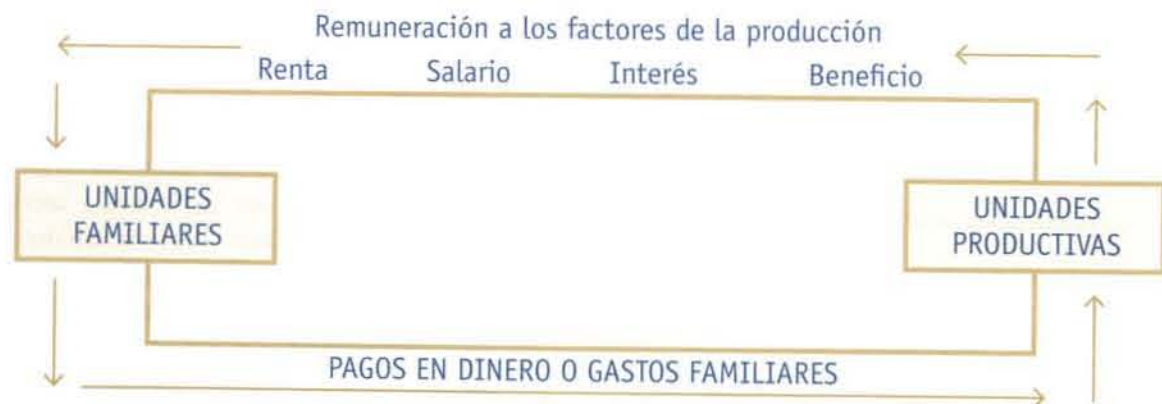 Remuneración a los factores de la producción
Renta Salario Interés Beneficio
UNIDADES
FAMILIARES
UNIDADES
PRODUCTIVAS
PAGOS EN DINERO O GASTOS FAMILIARES